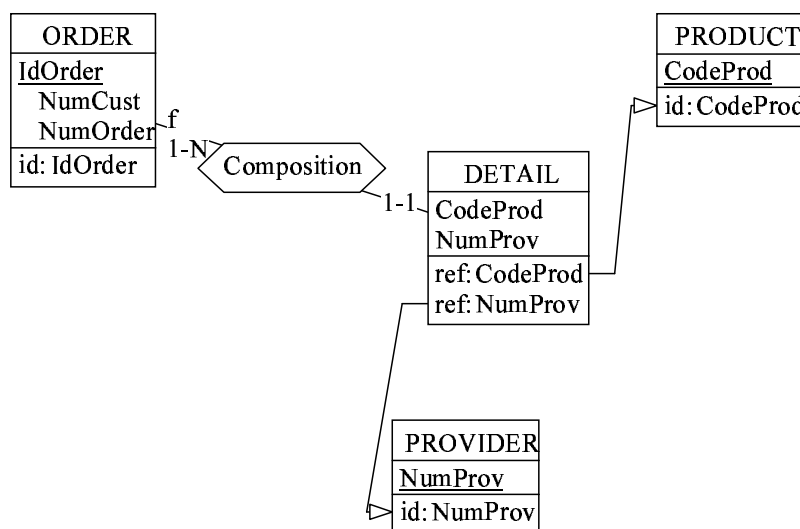 ORDER
IdOrder
NumCust
NumOrder
id: IdOrder
f
1-N
Composition
1-1
DETAIL
CodeProd
NumProv
ref: CodeProd
ref: NumProv
PRODUCT
CodeProd
id: CodeProd
PROVIDER
NumProv
id: NumProv